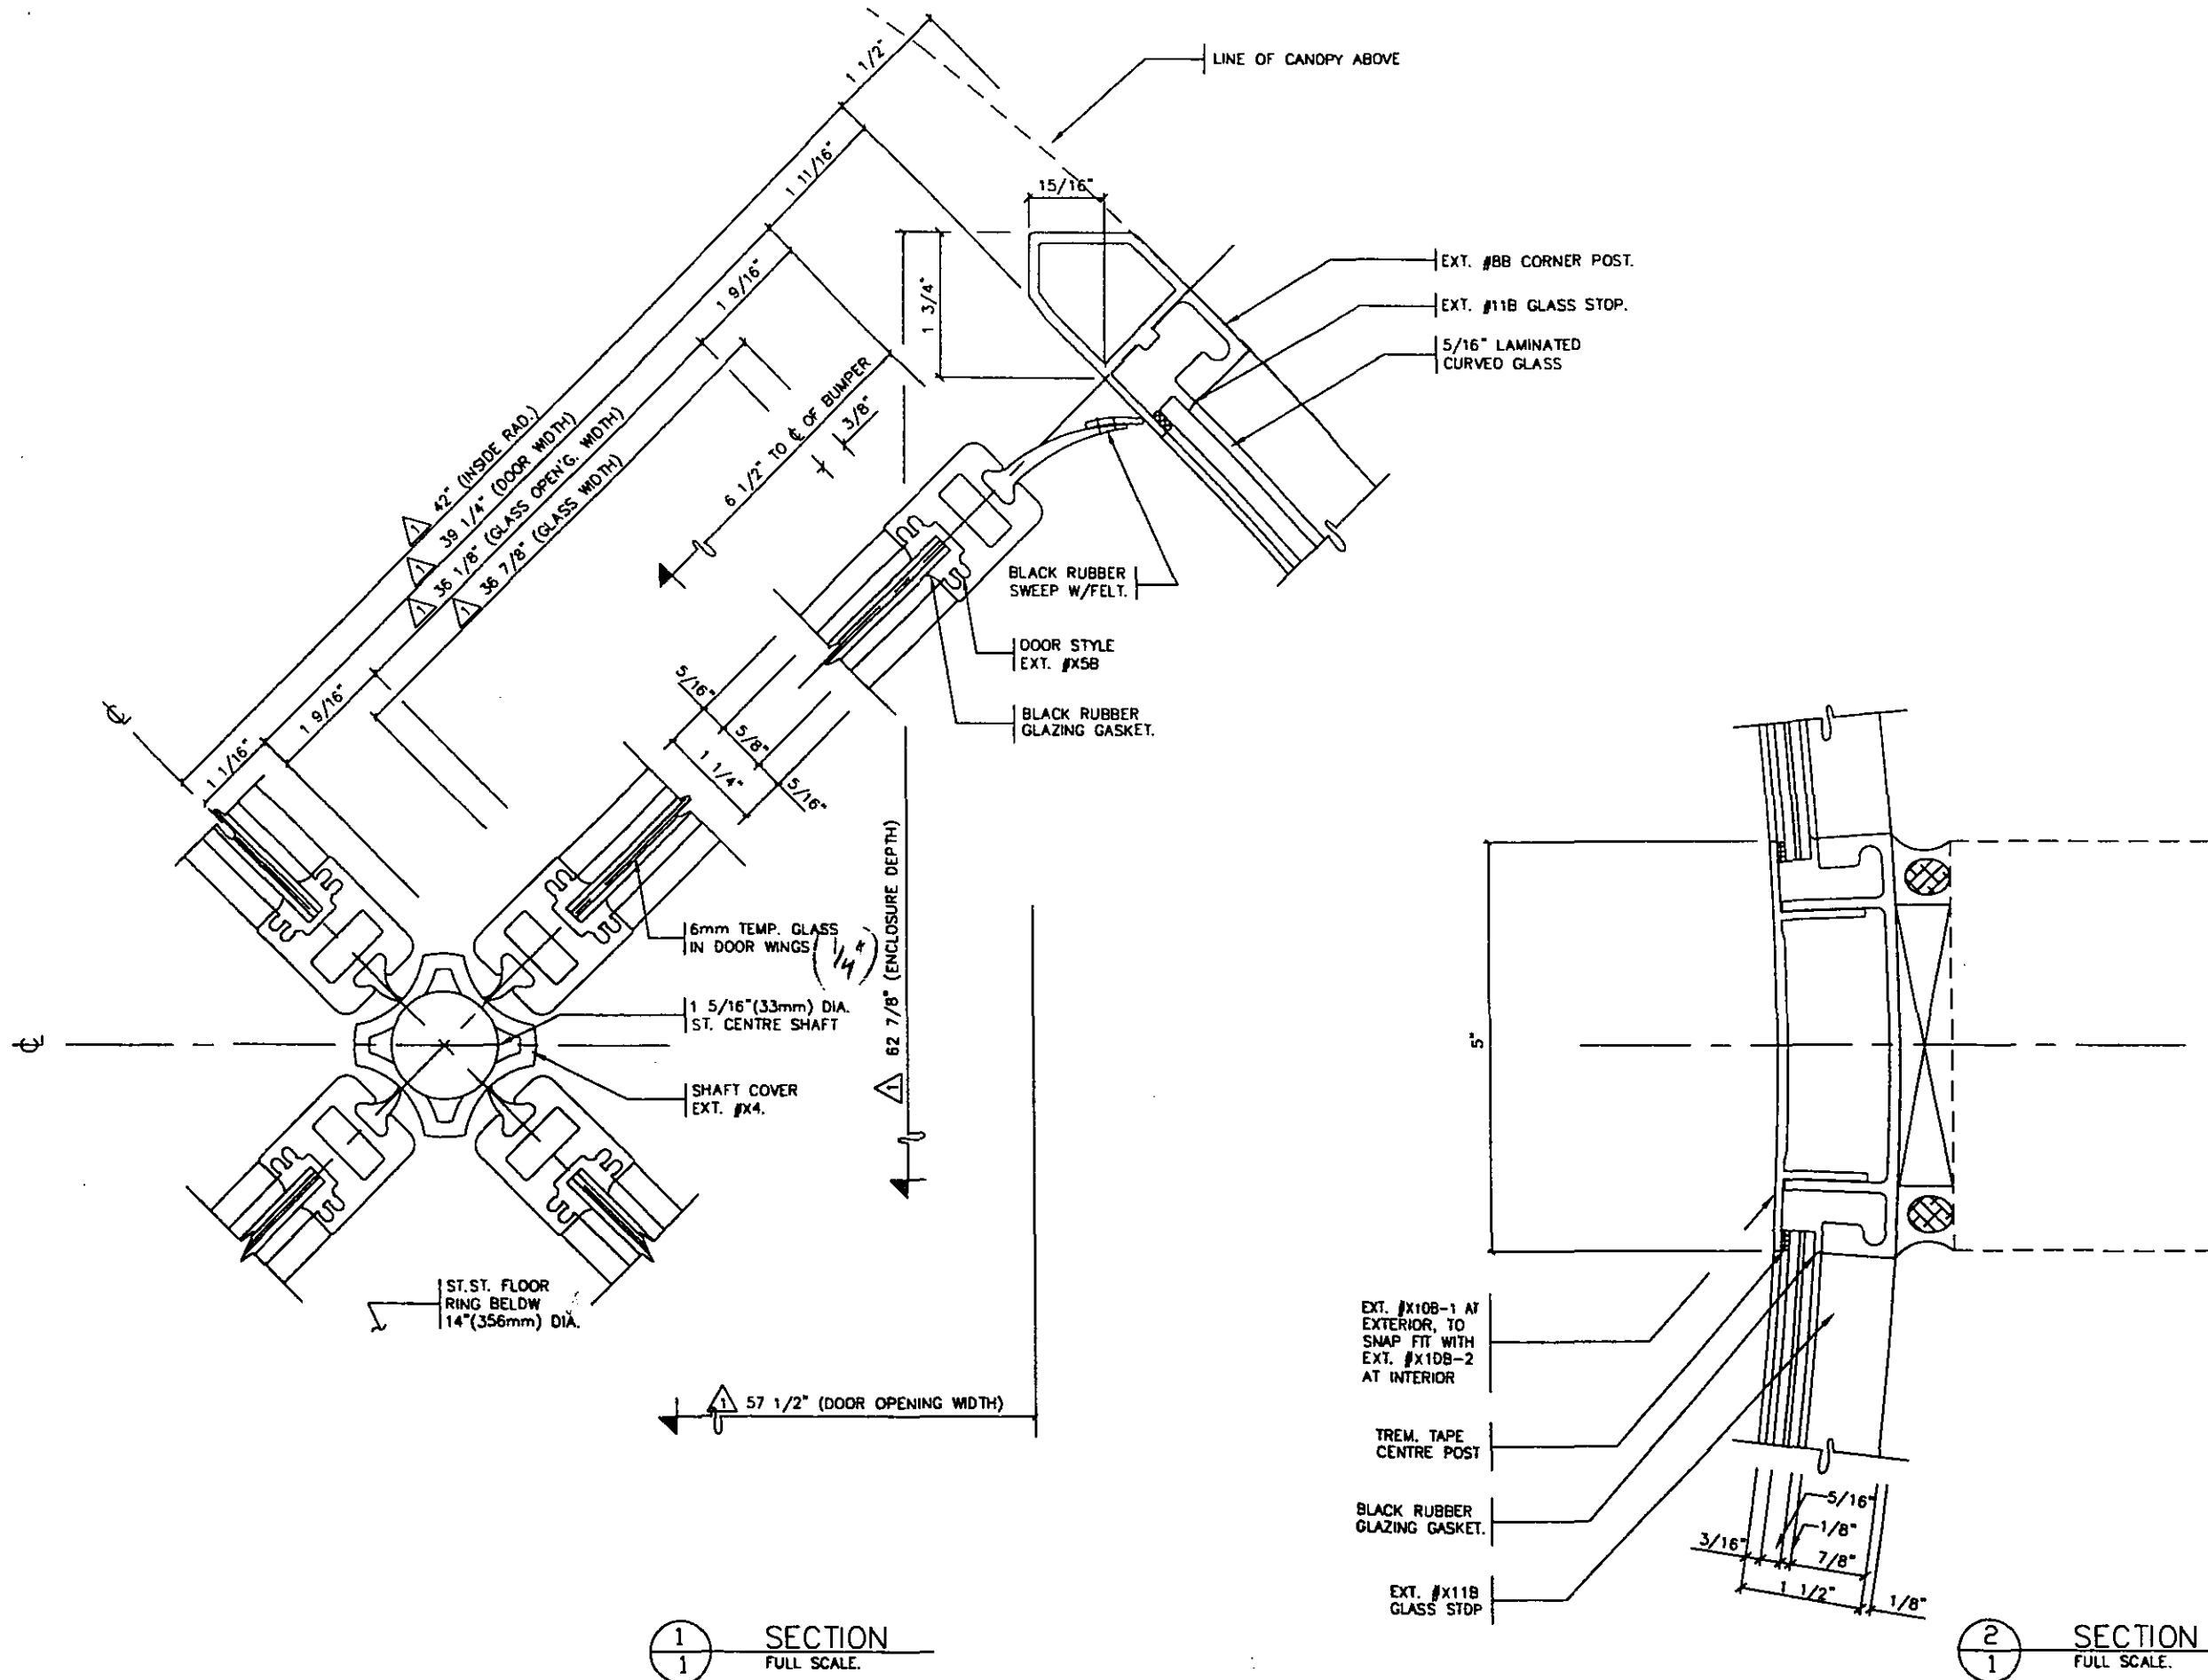 LINE OF CANOPY ABOVE
1 1/2"
1 11/16"
15/16"
1 3/4"
1 9/16"
EXT. #8B CORNER POST.
EXT. #11B GLASS STOP.
5/16" LAMINATED
CURVED GLASS
42" (INSIDE RAD.)
39 1/4" (DOOR WIDTH)
36 1/8" (GLASS OPEN'G. WIDTH)
36 7/8" (GLASS WIDTH)
1
1
1
1
6 1/2" TO ℄ OF BUMPER
3/8"
BLACK RUBBER
SWEEP W/FELT.
DOOR STYLE
EXT. #X5B
BLACK RUBBER
GLAZING GASKET.
℄
1 1/16"
1 9/16"
5/16"
5/8"
1 1/4"
5/16"
6mm TEMP. GLASS
IN DOOR WINGS
(1/4")
1 5/16"(33mm) DIA.
ST. CENTRE SHAFT
SHAFT COVER
EXT. #X4.
℄
62 7/8" (ENCLOSURE DEPTH)
1
ST.ST. FLOOR
RING BELOW
14"(356mm) DIA.
1
57 1/2" (DOOR OPENING WIDTH)
1
1
SECTION
FULL SCALE.
5"
EXT. #X10B-1 AT
EXTERIOR, TO
SNAP FIT WITH
EXT. #X10B-2
AT INTERIOR
TREM. TAPE
CENTRE POST
BLACK RUBBER
GLAZING GASKET.
EXT. #X11B
GLASS STOP
5/16"
1/8"
3/16"
7/8"
1 1/2"
1/8"
2
1
SECTION
FULL SCALE.